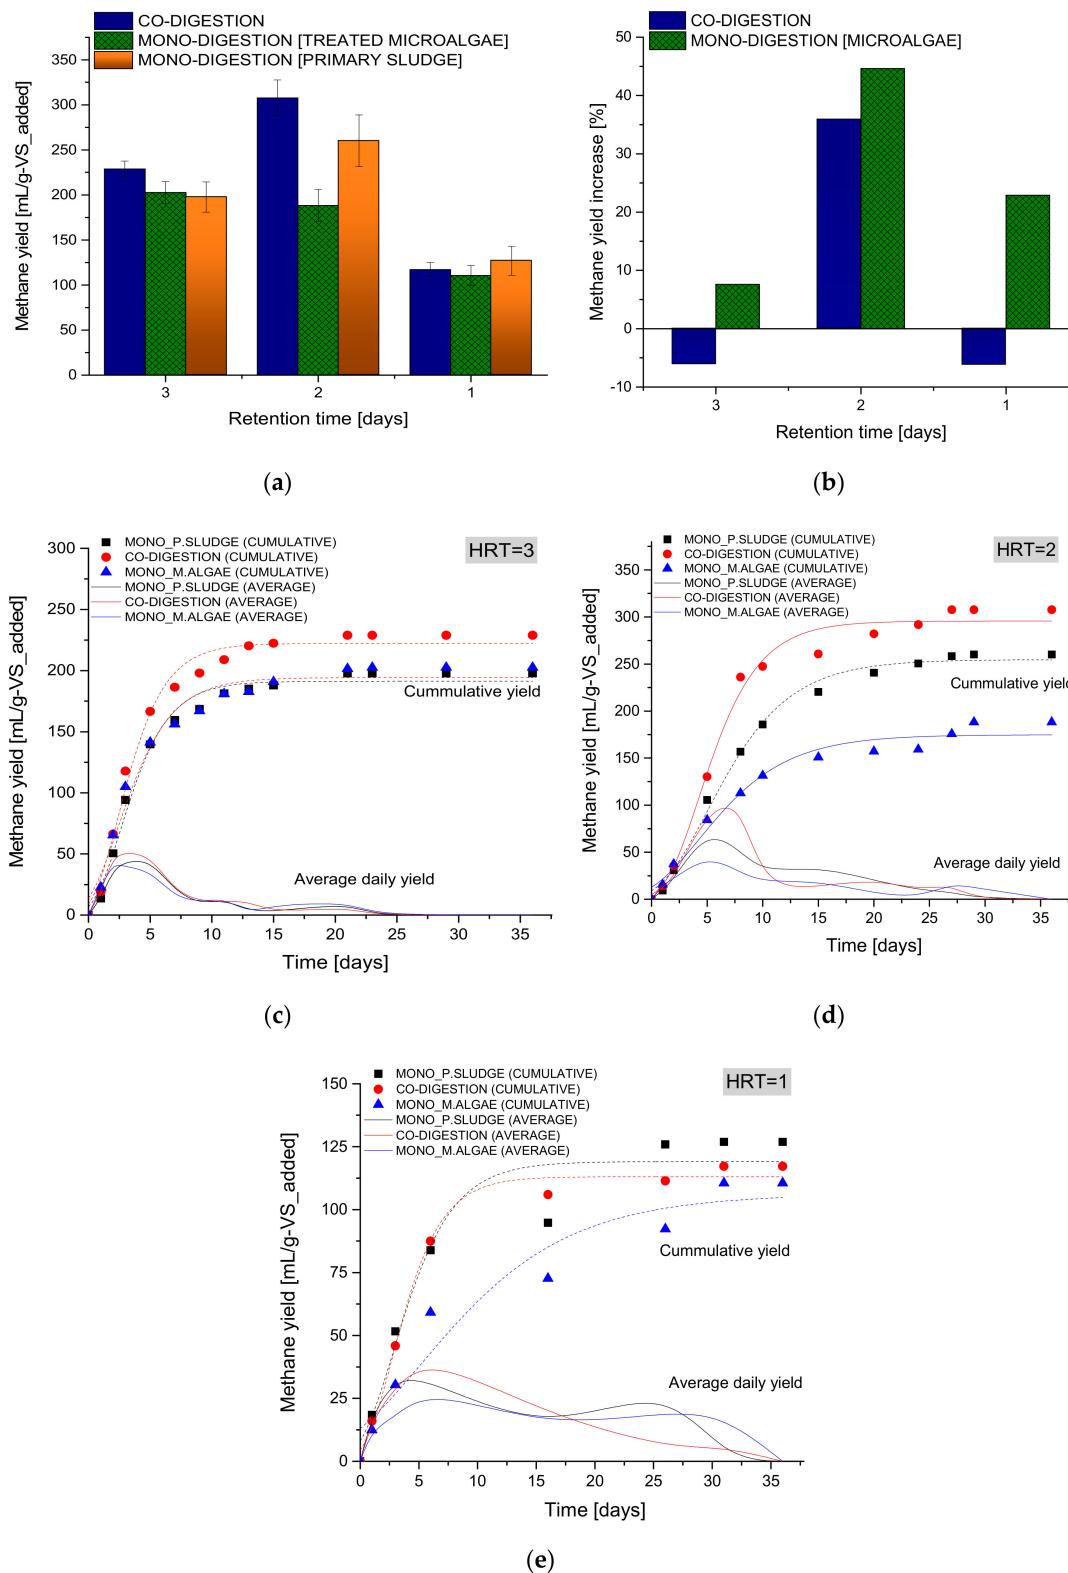 CO-DIGESTION
MONO-DIGESTION [TREATED MICROALGAE]
MONO-DIGESTION [PRIMARY SLUDGE]
Methane yield [mL/g-VS_added]
350
300
250
200
150
100
50
0
3
2
1
Retention time [days]
(a)
CO-DIGESTION
MONO-DIGESTION [MICROALGAE]
Methane yield increase [%]
50
40
30
20
10
0
-10
3
2
1
Retention time [days]
(b)
MONO_P.SLUDGE (CUMULATIVE)
CO-DIGESTION (CUMULATIVE)
MONO_M.ALGAE (CUMULATIVE)
MONO_P.SLUDGE (AVERAGE)
CO-DIGESTION (AVERAGE)
MONO_M.ALGAE (AVERAGE)
HRT=3
Methane yield [mL/g-VS_added]
300
250
200
150
100
50
0
Cummulative yield
Average daily yield
0 5 10 15 20 25 30 35
Time [days]
(c)
MONO_P.SLUDGE (CUMULATIVE)
CO-DIGESTION (CUMULATIVE)
MONO_M.ALGAE (CUMULATIVE)
MONO_P.SLUDGE (AVERAGE)
CO-DIGESTION (AVERAGE)
MONO_M.ALGAE (AVERAGE)
HRT=2
Methane yield [mL/g-VS_added]
350
300
250
200
150
100
50
0
Cummulative yield
Average daily yield
0 5 10 15 20 25 30 35
Time [days]
(d)
MONO_P.SLUDGE (CUMULATIVE)
CO-DIGESTION (CUMULATIVE)
MONO_M.ALGAE (CUMULATIVE)
MONO_P.SLUDGE (AVERAGE)
CO-DIGESTION (AVERAGE)
MONO_M.ALGAE (AVERAGE)
HRT=1
Methane yield [mL/g-VS_added]
150
125
100
75
50
25
0
Cummulative yield
Average daily yield
0 5 10 15 20 25 30 35
Time [days]
(e)